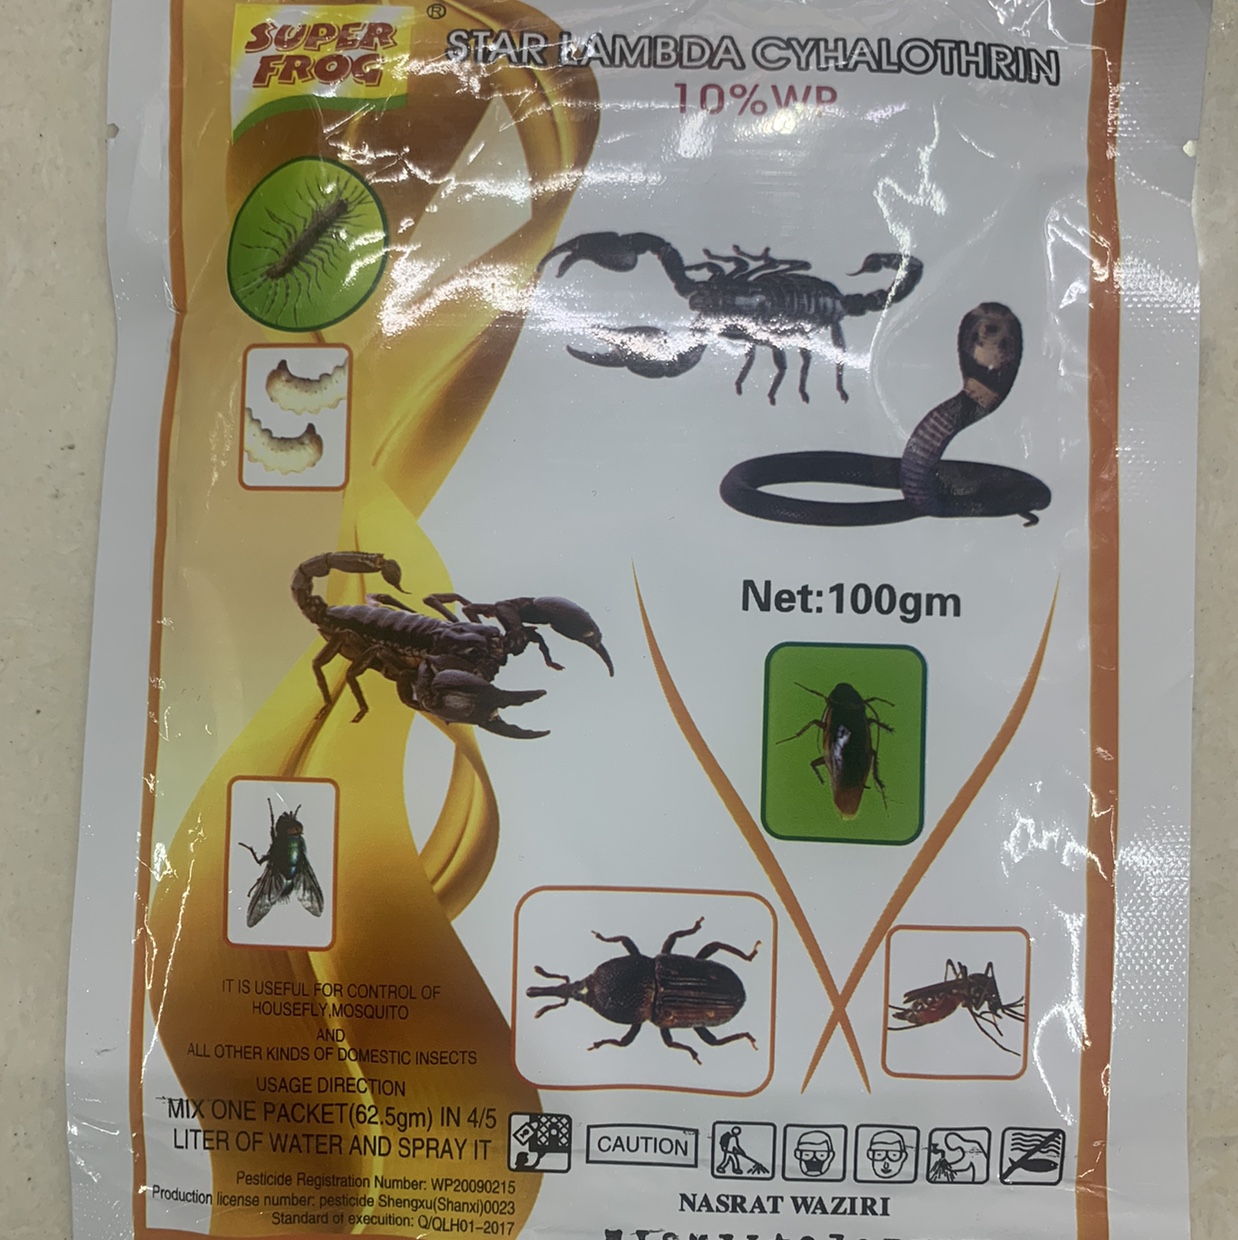 SUPER
FROG
®
STAR LAMBDA CYHALOTHRIN
10%WP
Net:100gm
IT IS USEFUL FOR CONTROL OF
HOUSEFLY,MOSQUITO
AND
ALL OTHER KINDS OF DOMESTIC INSECTS
USAGE DIRECTION
MIX ONE PACKET(62.5gm) IN 4/5
LITER OF WATER AND SPRAY IT
Pesticide Registration Number: WP20090215
Production license number: pesticide Shengxu(Shanxi)0023
Standard of execuition: Q/QLH01-2017
CAUTION
NASRAT WAZIRI